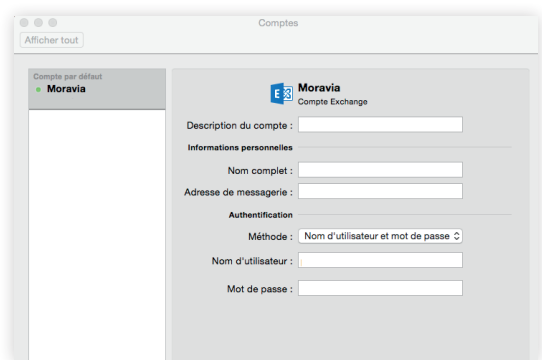 Comptes
Afficher tout
Compte par défaut
Moravia
Moravia
Compte Exchange
Description du compte :
Informations personnelles
Nom complet :
Adresse de messagerie :
Authentification
Méthode : Nom d'utilisateur et mot de passe
Nom d'utilisateur :
Mot de passe :